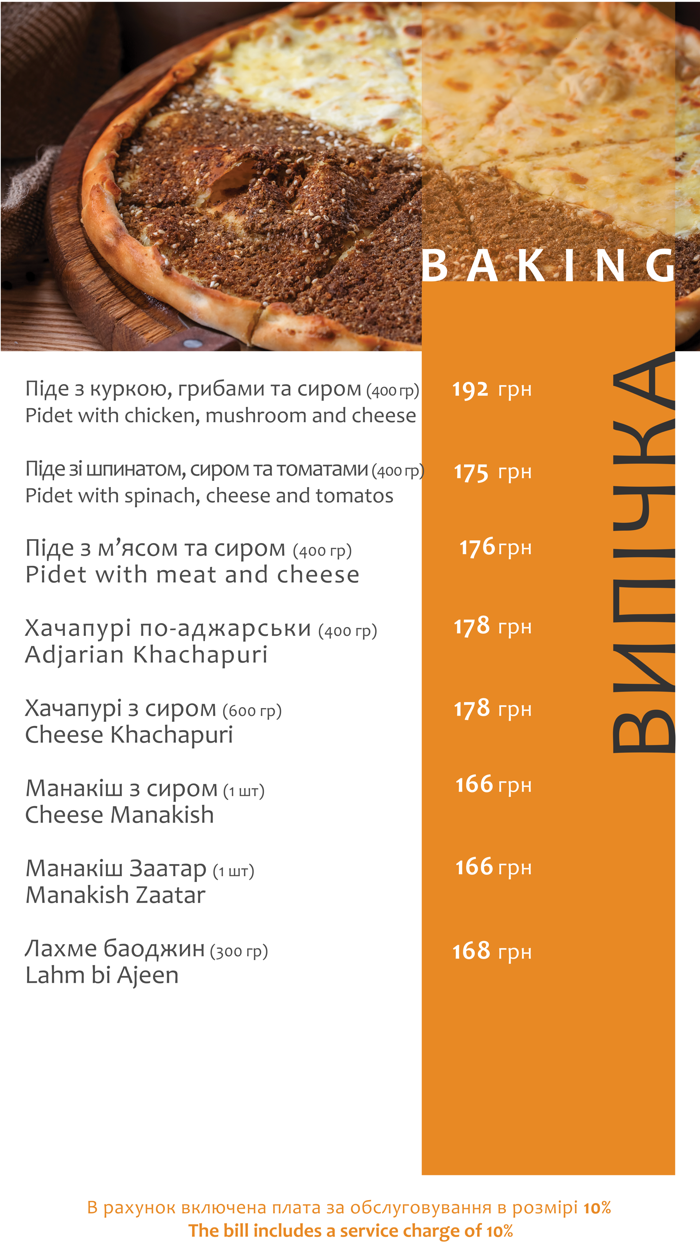 BAKING
ВИПІЧКА
Піде з куркою, грибами та сиром (400 гр) 192 грн
Pidet with chicken, mushroom and cheese
Піде зі шпинатом, сиром та томатами (400 гр) 175 грн
Pidet with spinach, cheese and tomatos
Піде з м’ясом та сиром (400 гр) 176 грн
Pidet with meat and cheese
Хачапурі по-аджарськи (400 гр) 178 грн
Adjarian Khachapuri
Хачапурі з сиром (600 гр) 178 грн
Cheese Khachapuri
Манакіш з сиром (1 шт) 166 грн
Cheese Manakish
Манакіш Заатар (1 шт) 166 грн
Manakish Zaatar
Лахме баоджин (300 гр) 168 грн
Lahm bi Ajeen
В рахунок включена плата за обслуговування в розмірі 10%
The bill includes a service charge of 10%